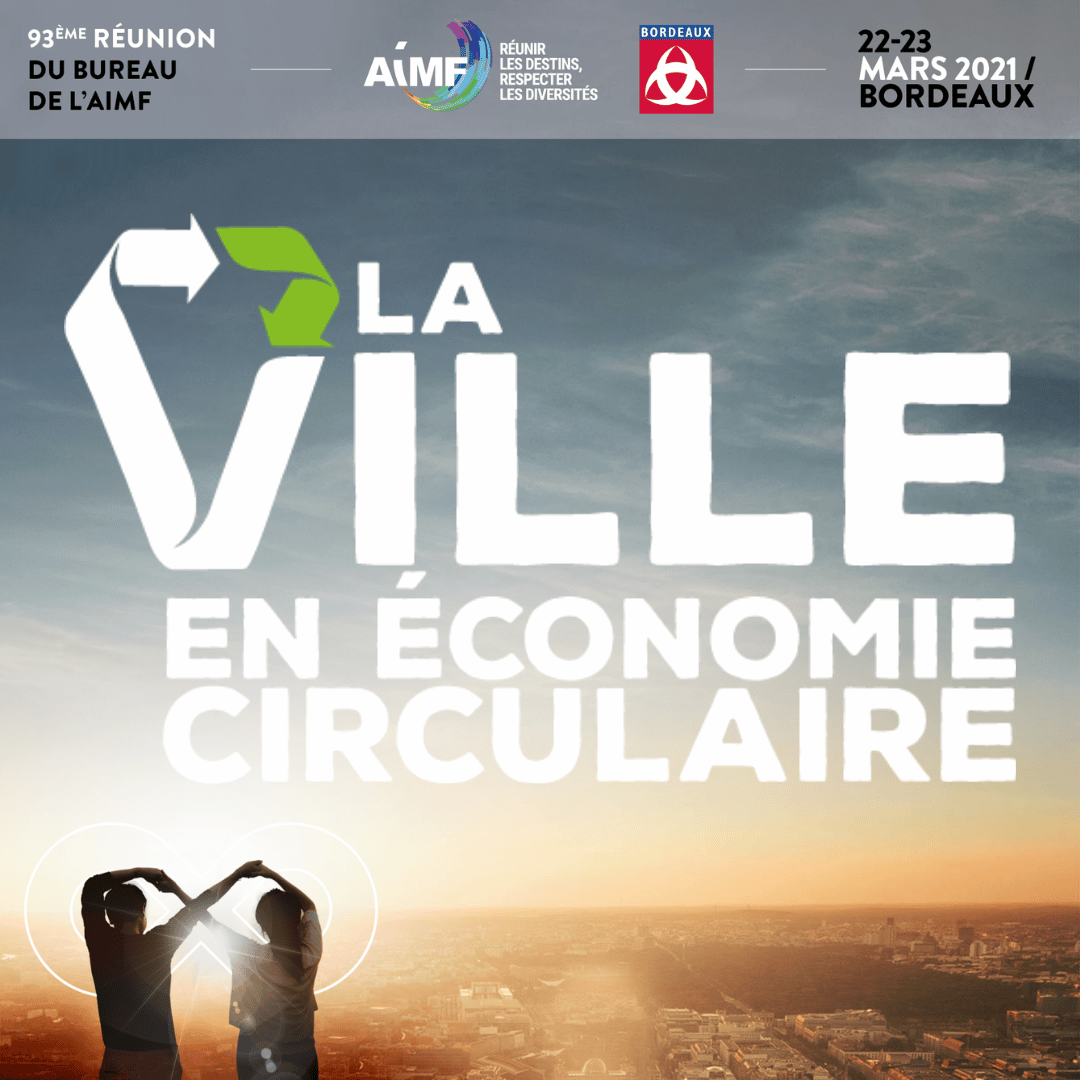 93ÈME RÉUNION
DU BUREAU
DE L'AIMF
AIMF
RÉUNIR
LES DESTINS,
RESPECTER
LES DIVERSITÉS
BORDEAUX
22-23
MARS 2021 /
BORDEAUX
LA
VILLE
EN ÉCONOMIE
CIRCULAIRE